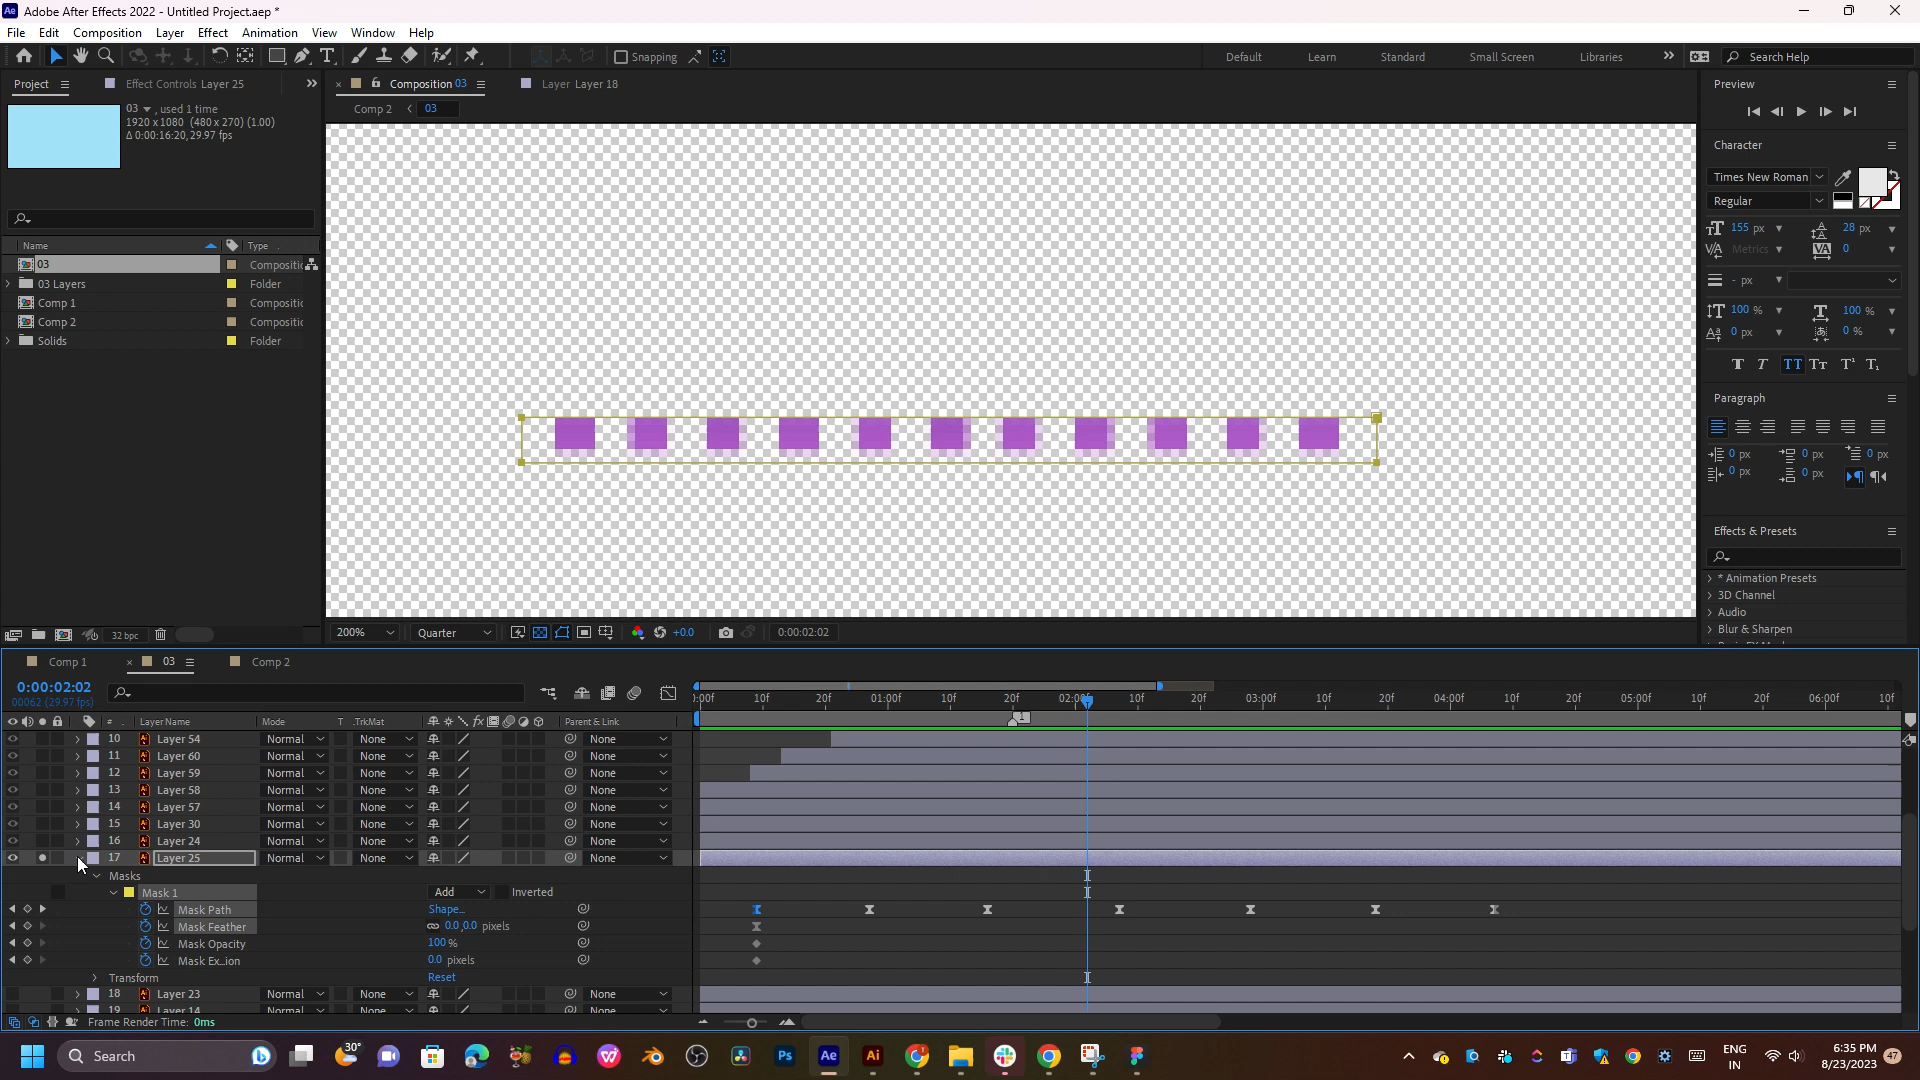 Adobe After Effects 2022 - Untitled Project.aep *
File Edit Composition Layer Effect Animation View Window Help
Snapping
Default Learn Standard Small Screen Libraries Search Help
Project Effect Controls Layer 25
Composition 03 Layer Layer 18
Comp 2 03
03 , used 1 time
1920 x 1080 (480 x 270) (1.00)
Δ 0:00:16:20, 29.97 fps
Name Type
03 Compositic
03 Layers Folder
Comp 1 Compositic
Comp 2 Compositic
Solids Folder
32 bpc
200% Quarter +0.0 0:00:02:02
Preview
Character
Times New Roman
Regular
155 px 28 px
Metrics 0
- px
100 % 100 %
0 px 0 %
Paragraph
0 px 0 px 0 px
0 px 0 px
Effects & Presets
* Animation Presets
3D Channel
Audio
Blur & Sharpen
Comp 1 03 Comp 2
0:00:02:02
00062 (29.97 fps)
):00f 10f 20f 01:00f 10f 20f 02:00f 10f 20f 03:00f 10f 20f 04:00f 10f 20f 05:00f 10f 20f 06:00f 10f
# Layer Name Mode T .TrkMat Parent & Link
1
10 Layer 54 Normal None None
11 Layer 60 Normal None None
12 Layer 59 Normal None None
13 Layer 58 Normal None None
14 Layer 57 Normal None None
15 Layer 30 Normal None None
16 Layer 24 Normal None None
17 Layer 25 Normal None None
Masks
Mask 1 Add Inverted
Mask Path Shape...
Mask Feather 0.0,0.0 pixels
Mask Opacity 100 %
Mask Ex...ion 0.0 pixels
Transform Reset
18 Layer 23 Normal None None
19 Layer 14 Normal None None
Frame Render Time: 0ms
Search
30°
ENG
IN
6:35 PM
8/23/2023
47